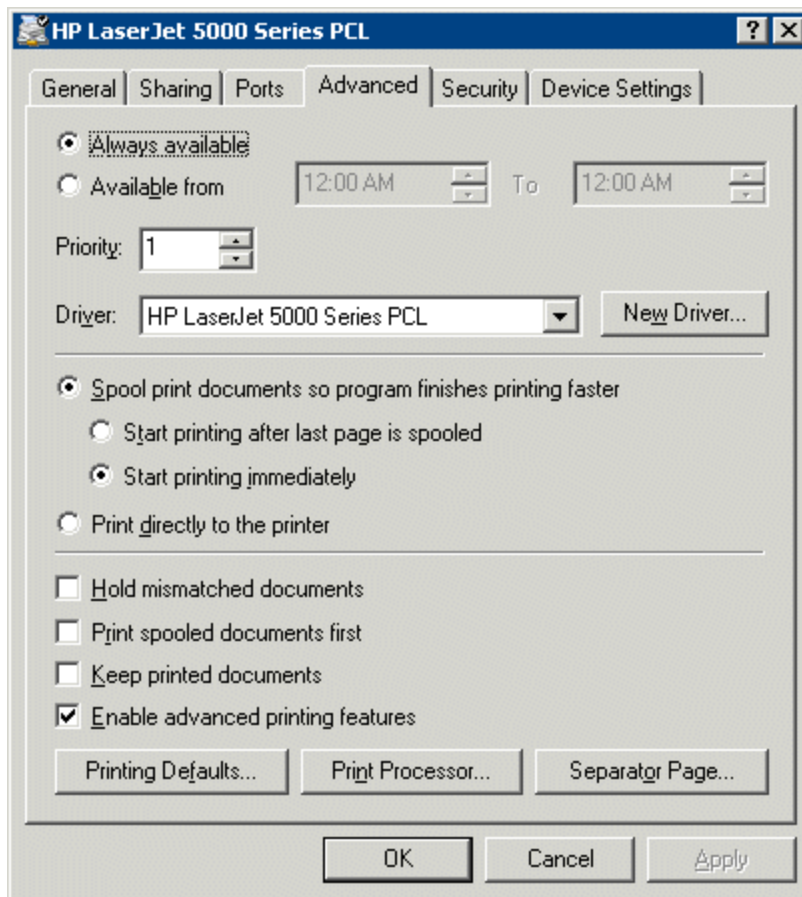 HP LaserJet 5000 Series PCL
General Sharing Ports Advanced Security Device Settings
Always available
Available from 12:00 AM To 12:00 AM
Priority: 1
Driver: HP LaserJet 5000 Series PCL New Driver...
Spool print documents so program finishes printing faster
Start printing after last page is spooled
Start printing immediately
Print directly to the printer
Hold mismatched documents
Print spooled documents first
Keep printed documents
Enable advanced printing features
Printing Defaults... Print Processor... Separator Page...
OK Cancel Apply